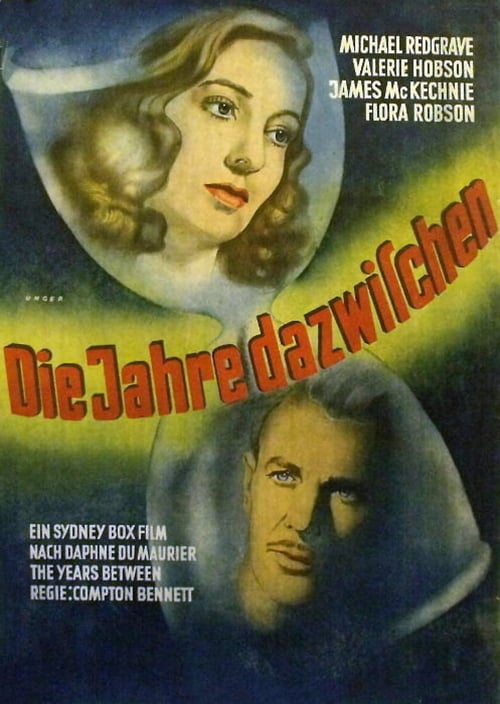 MICHAEL REDGRAVE
VALERIE HOBSON
JAMES McKECHNIE
FLORA ROBSON
UNGER
Die Jahre dazwiſchen
EIN SYDNEY BOX FILM
NACH DAPHNE DU MAURIER
THE YEARS BETWEEN
REGIE: COMPTON BENNETT